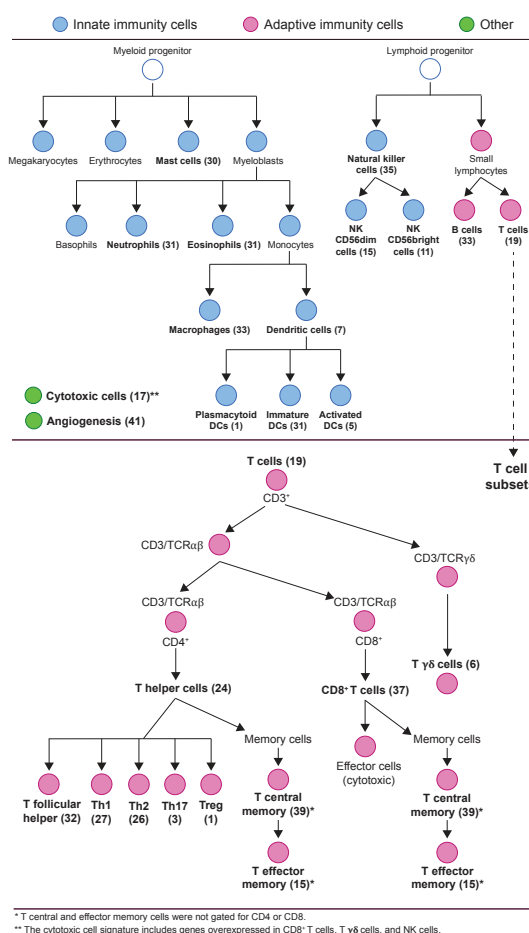 Innate immunity cells
Adaptive immunity cells
Other
Myeloid progenitor
Lymphoid progenitor
Megakaryocytes
Erythrocytes
Mast cells (30)
Myeloblasts
Natural killer
cells (35)
Small
lymphocytes
Basophils
Neutrophils (31)
Eosinophils (31)
Monocytes
NK
CD56dim
cells (15)
NK
CD56bright
cells (11)
B cells
(33)
T cells
(19)
Macrophages (33)
Dendritic cells (7)
Cytotoxic cells (17)**
Angiogenesis (41)
Plasmacytoid
DCs (1)
Immature
DCs (31)
Activated
DCs (5)
T cell
subsets
T cells (19)
CD3⁺
CD3/TCRαβ
CD3/TCRγδ
CD3/TCRαβ
CD4⁺
CD3/TCRαβ
CD8⁺
T γδ cells (6)
T helper cells (24)
CD8⁺ T cells (37)
Memory cells
Effector cells
(cytotoxic)
Memory cells
T follicular
helper (32)
Th1
(27)
Th2
(26)
Th17
(3)
Treg
(1)
T central
memory (39)*
T central
memory (39)*
T effector
memory (15)*
T effector
memory (15)*
* T central and effector memory cells were not gated for CD4 or CD8.
** The cytotoxic cell signature includes genes overexpressed in CD8⁺ T cells, T γδ cells, and NK cells.